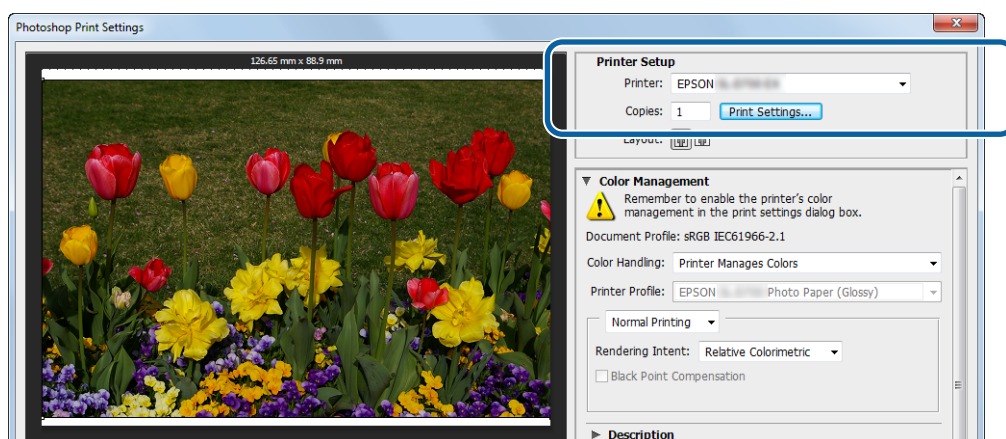 Photoshop Print Settings
126.65 mm x 88.9 mm
Printer Setup
Printer: EPSON
Copies: 1 Print Settings...
Layout:
Color Management
Remember to enable the printer's color
management in the print settings dialog box.
Document Profile: sRGB IEC61966-2.1
Color Handling: Printer Manages Colors
Printer Profile: EPSON Photo Paper (Glossy)
Normal Printing
Rendering Intent: Relative Colorimetric
Black Point Compensation
Description